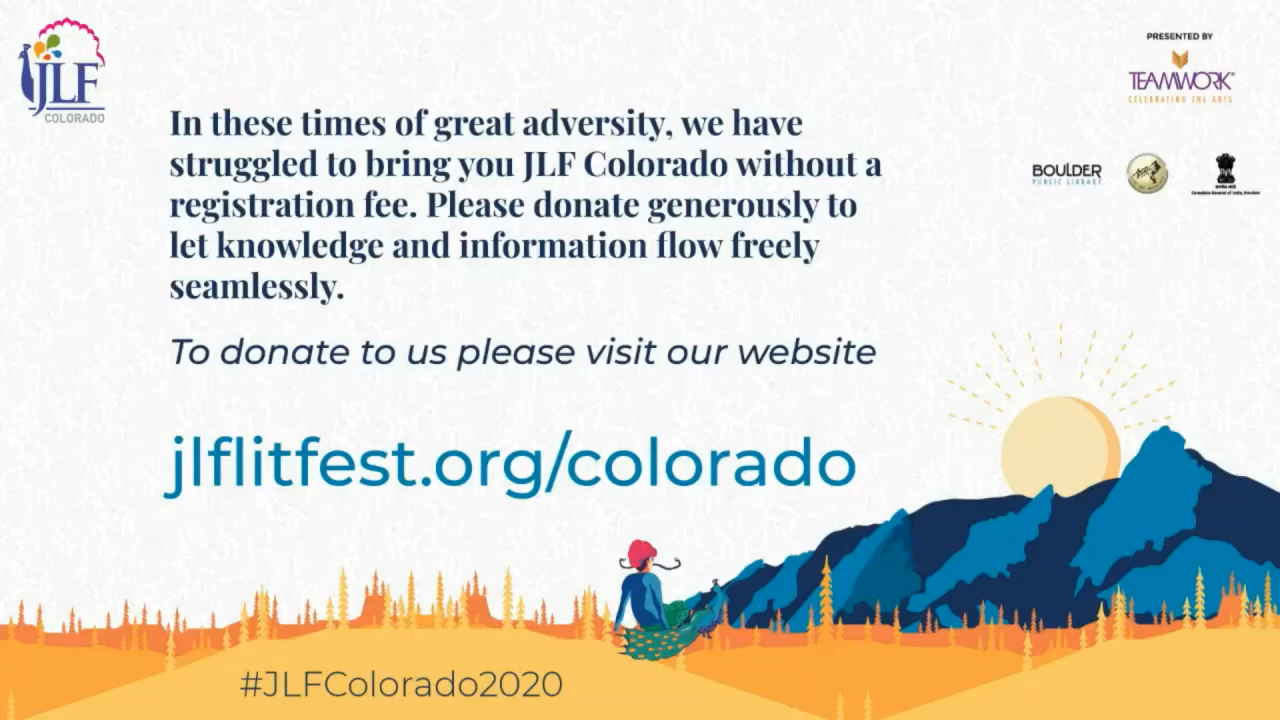 JLF
COLORADO
PRESENTED BY
TEAMWORK
CELEBRATING THE ARTS
BOULDER
PUBLIC LIBRARY
In these times of great adversity, we have
struggled to bring you JLF Colorado without a
registration fee. Please donate generously to
let knowledge and information flow freely
seamlessly.
To donate to us please visit our website
jlflitfest.org/colorado
#JLFColorado2020